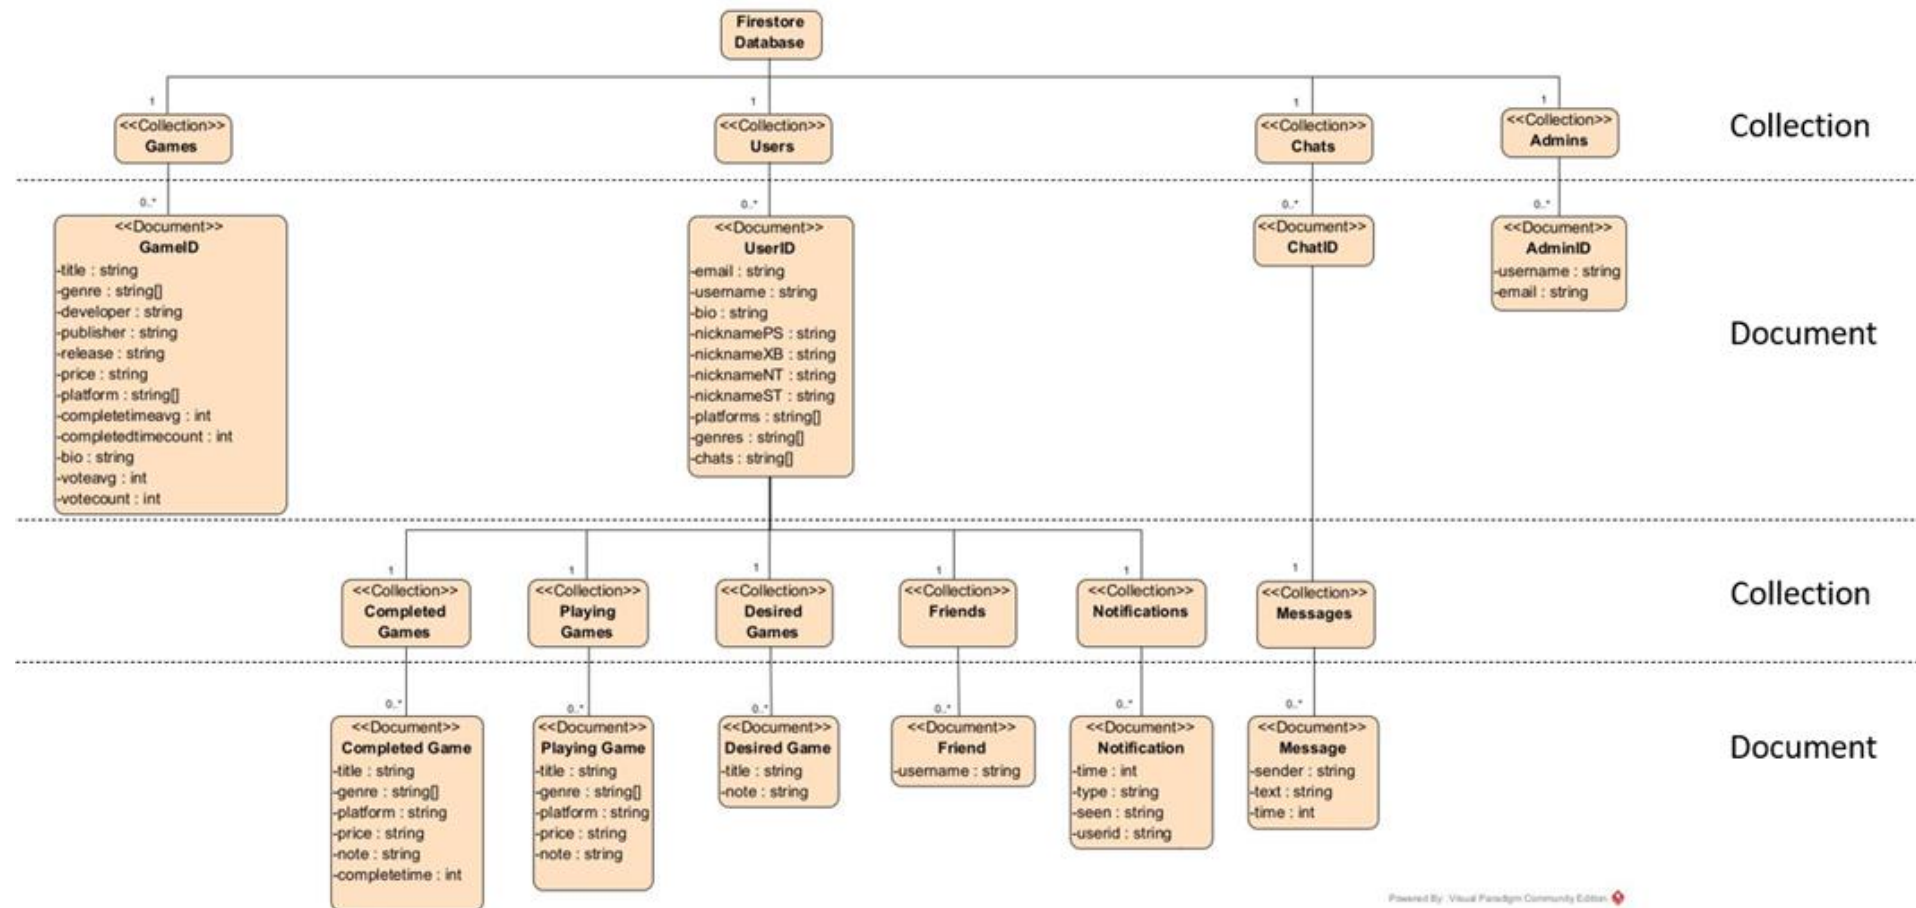 Firestore
Database
1
<<Collection>>
Games
1
<<Collection>>
Users
1
<<Collection>>
Chats
1
<<Collection>>
Admins
Collection
0..*
<<Document>>
GameID
-title : string
-genre : string[]
-developer : string
-publisher : string
-release : string
-price : string
-platform : string[]
-completetimeavg : int
-completedtimecount : int
-bio : string
-voteavg : int
-votecount : int
0..*
<<Document>>
UserID
-email : string
-username : string
-bio : string
-nicknamePS : string
-nicknameXB : string
-nicknameNT : string
-nicknameST : string
-platforms : string[]
-genres : string[]
-chats : string[]
0..*
<<Document>>
ChatID
0..*
<<Document>>
AdminID
-username : string
-email : string
Document
1
<<Collection>>
Completed
Games
1
<<Collection>>
Playing
Games
1
<<Collection>>
Desired
Games
1
<<Collection>>
Friends
1
<<Collection>>
Notifications
1
<<Collection>>
Messages
Collection
0..*
<<Document>>
Completed Game
-title : string
-genre : string[]
-platform : string
-price : string
-note : string
-completetime : int
0..*
<<Document>>
Playing Game
-title : string
-genre : string[]
-platform : string
-price : string
-note : string
0..*
<<Document>>
Desired Game
-title : string
-note : string
0..*
<<Document>>
Friend
-username : string
0..*
<<Document>>
Notification
-time : int
-type : string
-seen : string
-userid : string
0..*
<<Document>>
Message
-sender : string
-text : string
-time : int
Document
Powered By: Visual Paradigm Community Edition